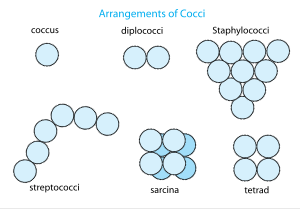 Arrangements of Cocci
coccus
diplococci
Staphylococci
streptococci
sarcina
tetrad